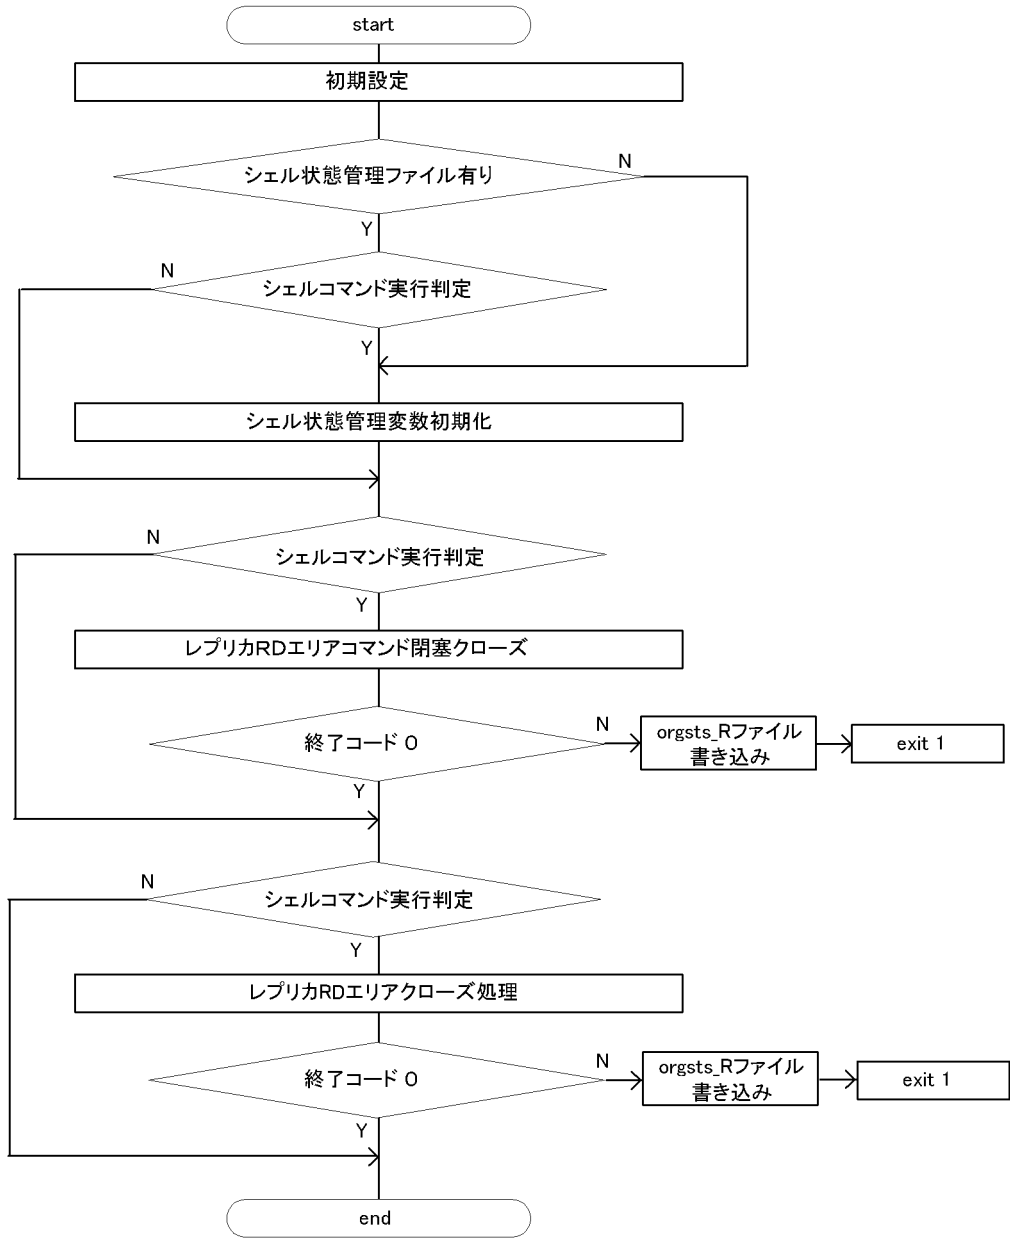 start
初期設定
シェル状態管理ファイル有り
N
Y
N
シェルコマンド実行判定
Y
シェル状態管理変数初期化
N
シェルコマンド実行判定
Y
レプリカRDエリアコマンド閉塞クローズ
終了コード 0
N
orgsts_Rファイル
書き込み
exit 1
Y
N
シェルコマンド実行判定
Y
レプリカRDエリアクローズ処理
終了コード 0
N
orgsts_Rファイル
書き込み
exit 1
Y
end